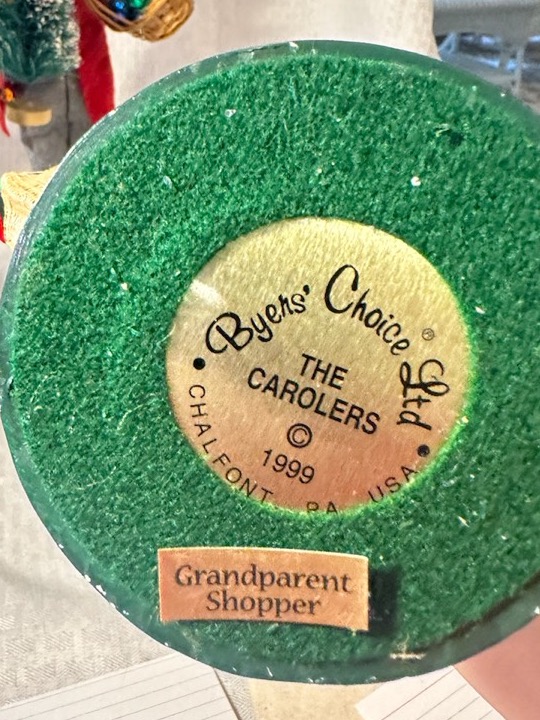 Byers' Choice Ltd®
THE
CAROLERS
©
1999
• CHALFONT PA USA •
Grandparent
Shopper